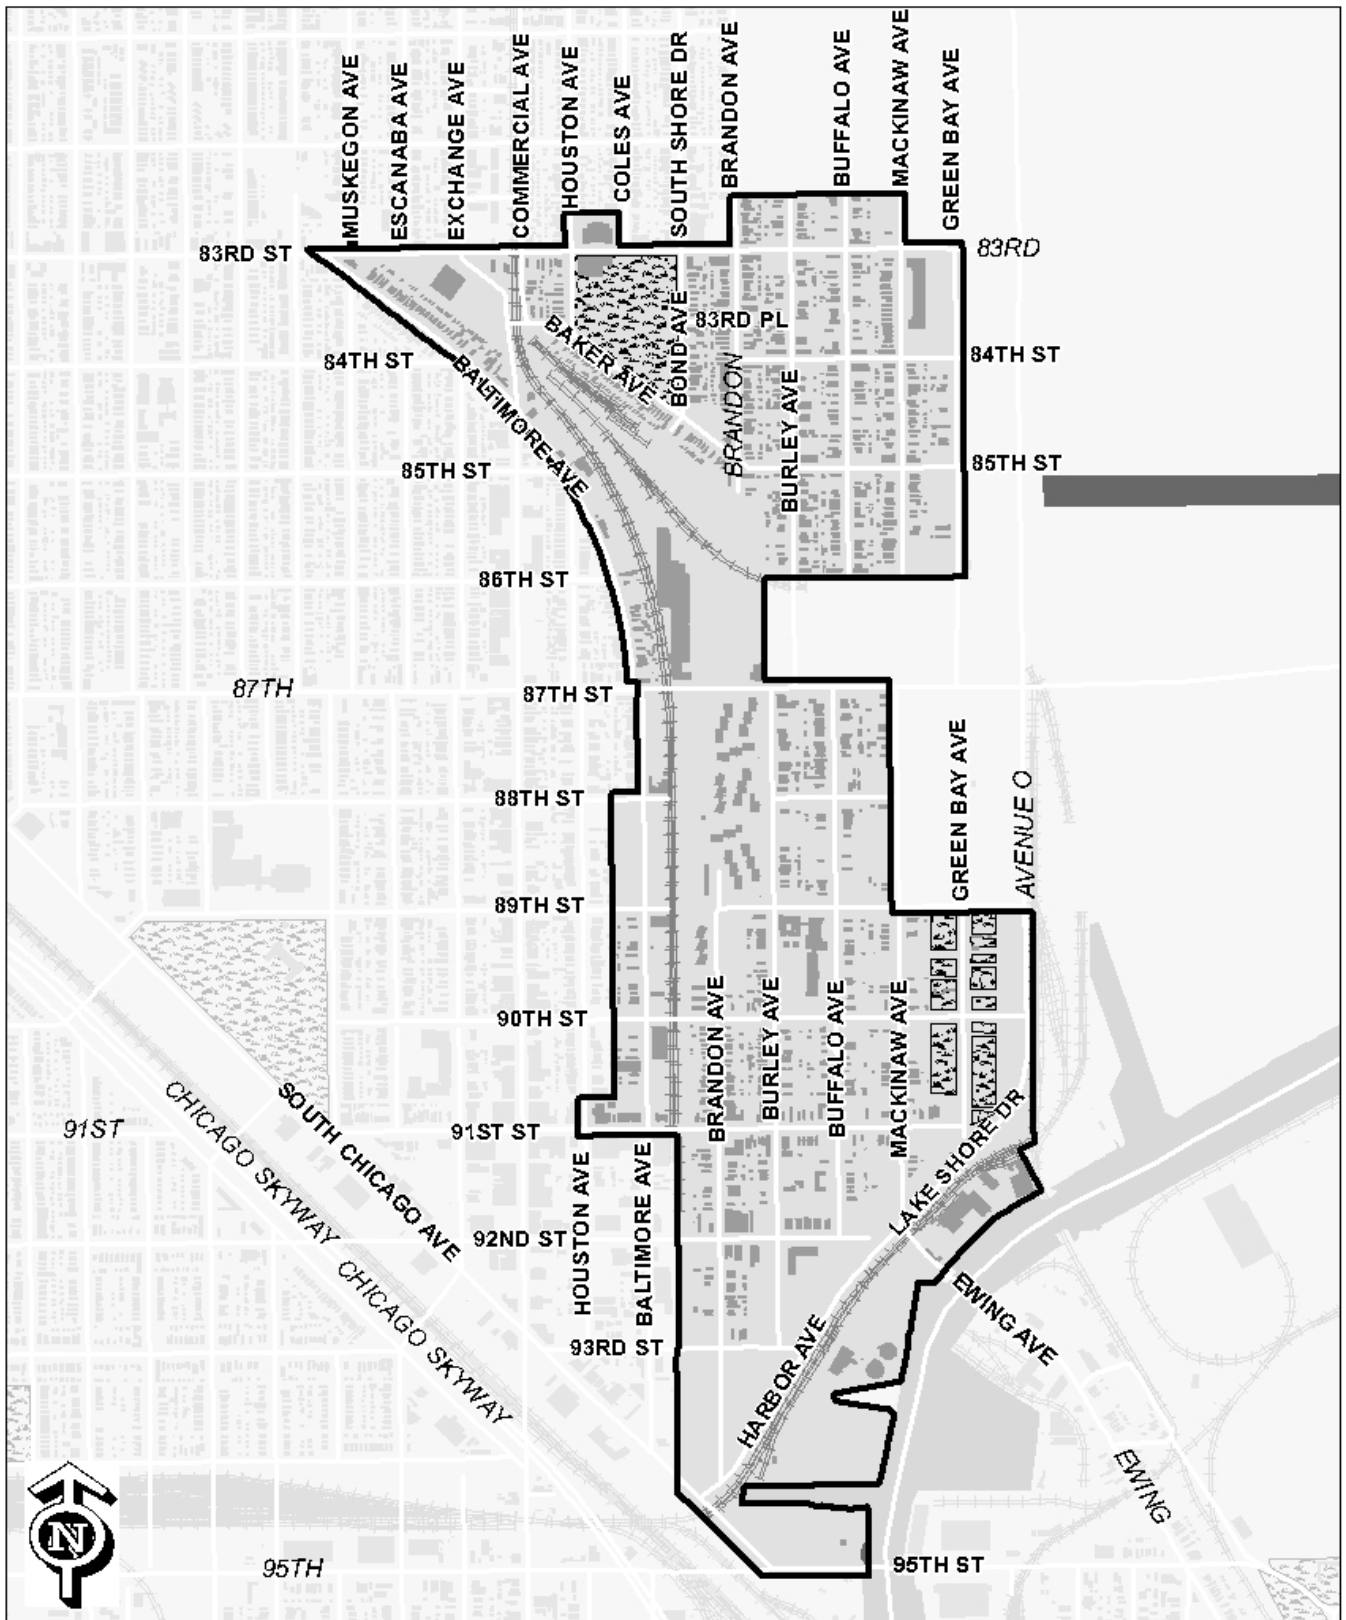 MUSKEGON AVE
ESCANABA AVE
EXCHANGE AVE
COMMERCIAL AVE
HOUSTON AVE
COLES AVE
SOUTH SHORE DR
BRANDON AVE
BUFFALO AVE
MACKINAW AVE
GREEN BAY AVE
83RD ST
83RD
83RD PL
BAKER AVE
BOND AVE
84TH ST
84TH ST
BALTIMORE AVE
BRANDON
BURLEY AVE
85TH ST
85TH ST
86TH ST
87TH
87TH ST
88TH ST
GREEN BAY AVE
AVENUE O
89TH ST
90TH ST
BRANDON AVE
BURLEY AVE
BUFFALO AVE
MACKINAW AVE
LAKE SHORE DR
91ST
CHICAGO SKYWAY
SOUTH CHICAGO AVE
91ST ST
HOUSTON AVE
BALTIMORE AVE
92ND ST
CHICAGO SKYWAY
EWING AVE
93RD ST
HARBOR AVE
EWING
N
95TH
95TH ST